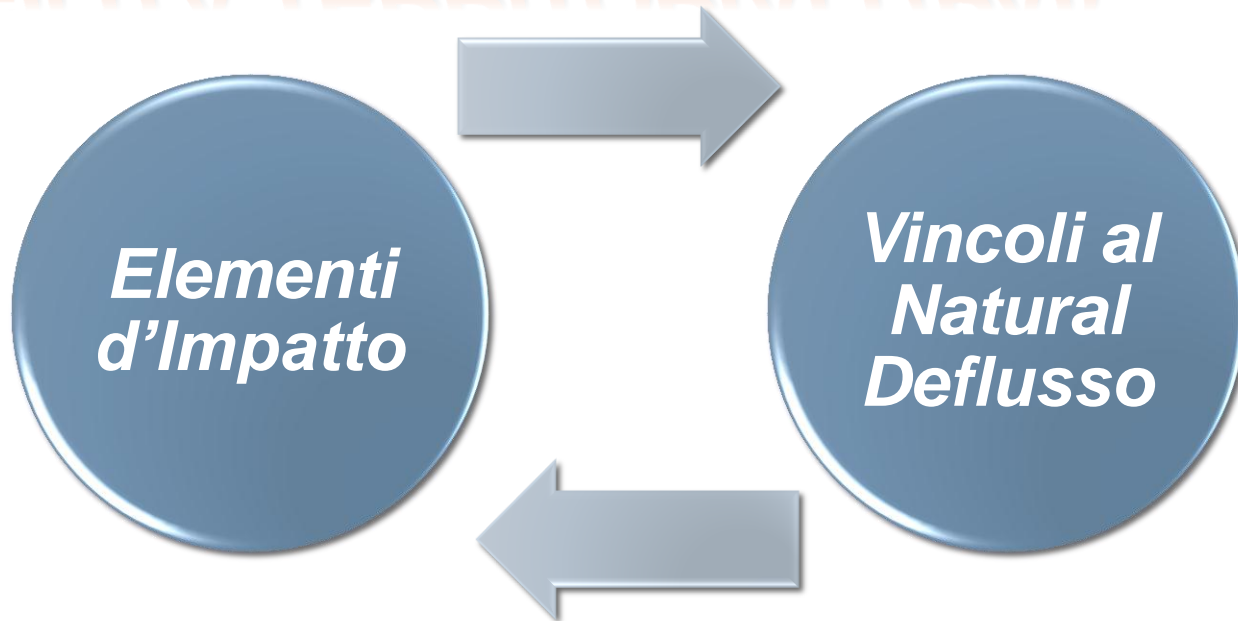 Elementi
d’Impatto
Vincoli al
Natural
Deflusso